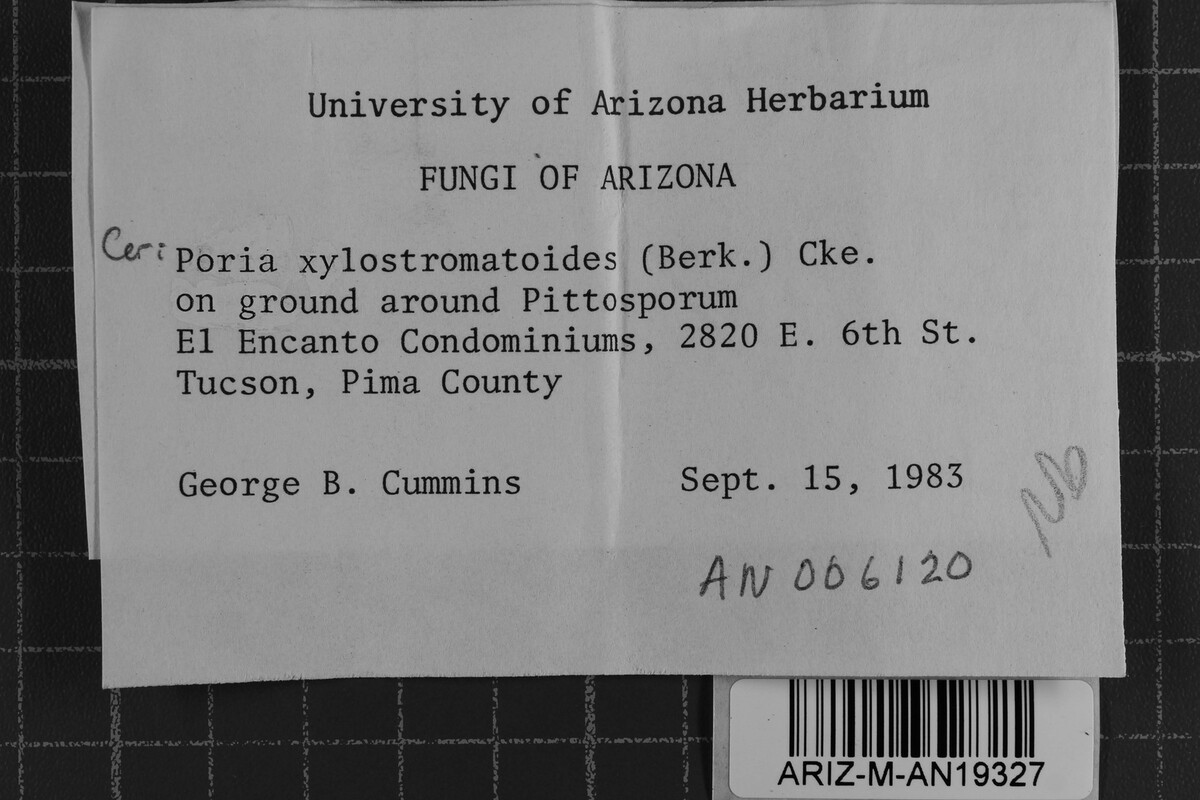 University of Arizona Herbarium
FUNGI OF ARIZONA
Ceri Poria xylostromatoides (Berk.) Cke.
on ground around Pittosporum
El Encanto Condominiums, 2820 E. 6th St.
Tucson, Pima County
George B. Cummins Sept. 15, 1983
AN 006120
ARIZ-M-AN19327